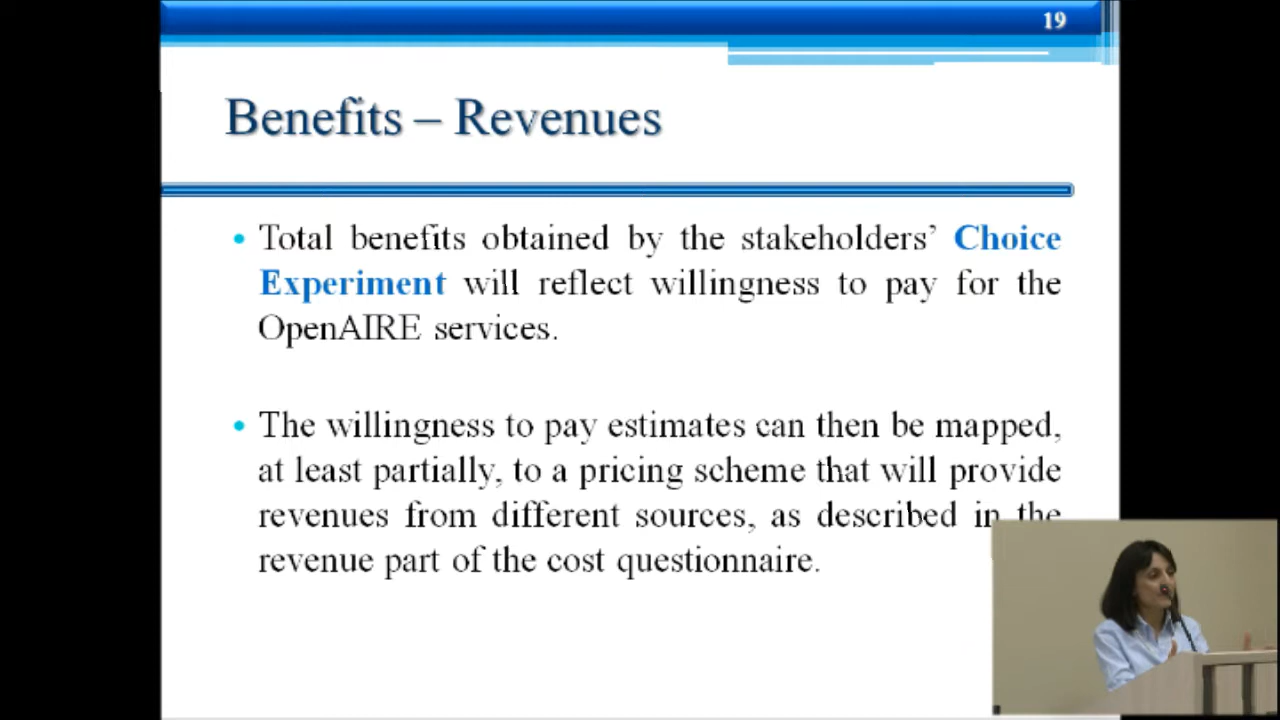 19
Benefits – Revenues
• Total benefits obtained by the stakeholders’ Choice
Experiment will reflect willingness to pay for the
OpenAIRE services.
• The willingness to pay estimates can then be mapped,
at least partially, to a pricing scheme that will provide
revenues from different sources, as described in the
revenue part of the cost questionnaire.